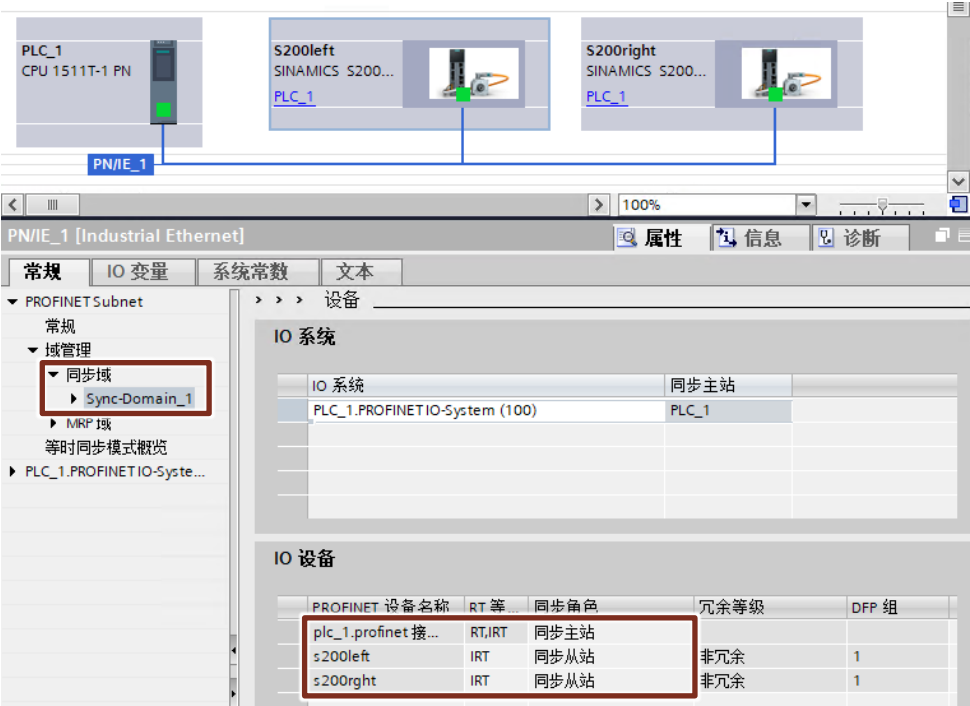 PLC_1
CPU 1511T-1 PN
S200left
SINAMICS S200...
PLC_1
S200right
SINAMICS S200...
PLC_1
PN/IE_1
100%
PN/IE_1 [Industrial Ethernet]
属性
信息
诊断
常规
IO 变量
系统常数
文本
PROFINET Subnet
常规
域管理
同步域
Sync-Domain_1
MRP 域
等时同步模式概览
PLC_1.PROFINET IO-Syste...
> > > 设备
IO 系统
IO 系统 同步主站
PLC_1.PROFINET IO-System (100) PLC_1
IO 设备
PROFINET 设备名称 RT 等... 同步角色 冗余等级 DFP 组
plc_1.profinet 接... RT,IRT 同步主站
s200left IRT 同步从站 非冗余 1
s200rght IRT 同步从站 非冗余 1